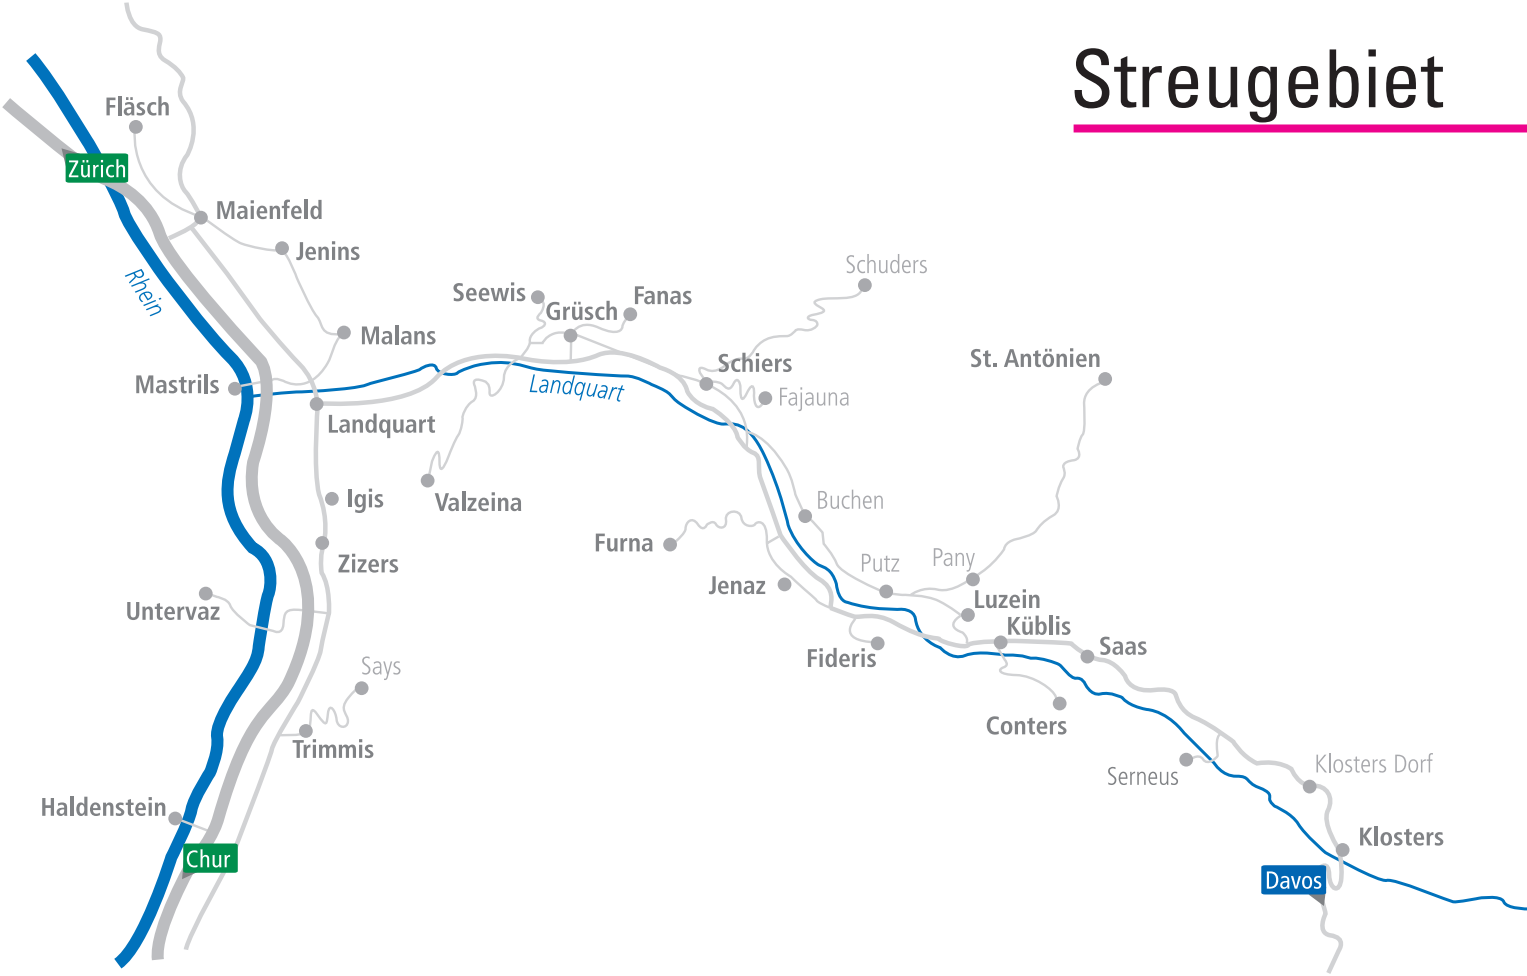 Streugebiet
Fläsch
Zürich
Maienfeld
Jenins
Rhein
Schuders
Seewis
Fanas
Grüsch
Malans
Schiers
St. Antönien
Mastrils
Landquart
Fajauna
Landquart
Igis
Valzeina
Buchen
Furna
Zizers
Putz
Pany
Jenaz
Luzein
Untervaz
Küblis
Saas
Fideris
Says
Conters
Trimmis
Klosters Dorf
Serneus
Haldenstein
Klosters
Chur
Davos